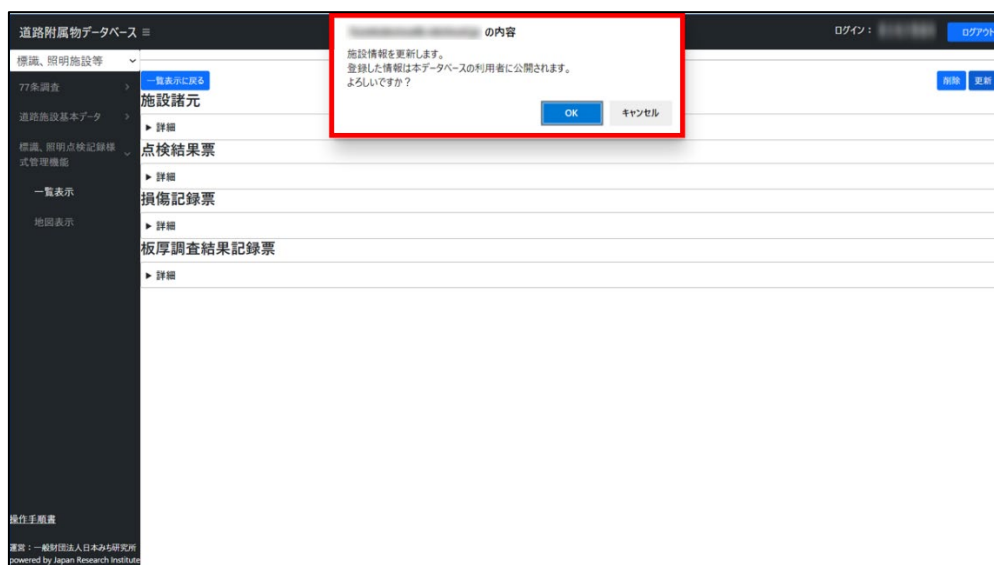 道路附属物データベース ≡
の内容
施設情報を更新します。
登録した情報は本データベースの利用者に公開されます。
よろしいですか？
OK
キャンセル
ログイン：
ログアウト
標識、照明施設等
77条調査
道路施設基本データ
標識、照明点検記録様
式管理機能
一覧表示
地図表示
一覧表示に戻る
削除
更新
施設諸元
▶ 詳細
点検結果票
▶ 詳細
損傷記録票
▶ 詳細
板厚調査結果記録票
▶ 詳細
操作手順書
運営：一般財団法人日本みち研究所
powered by Japan Research Institute